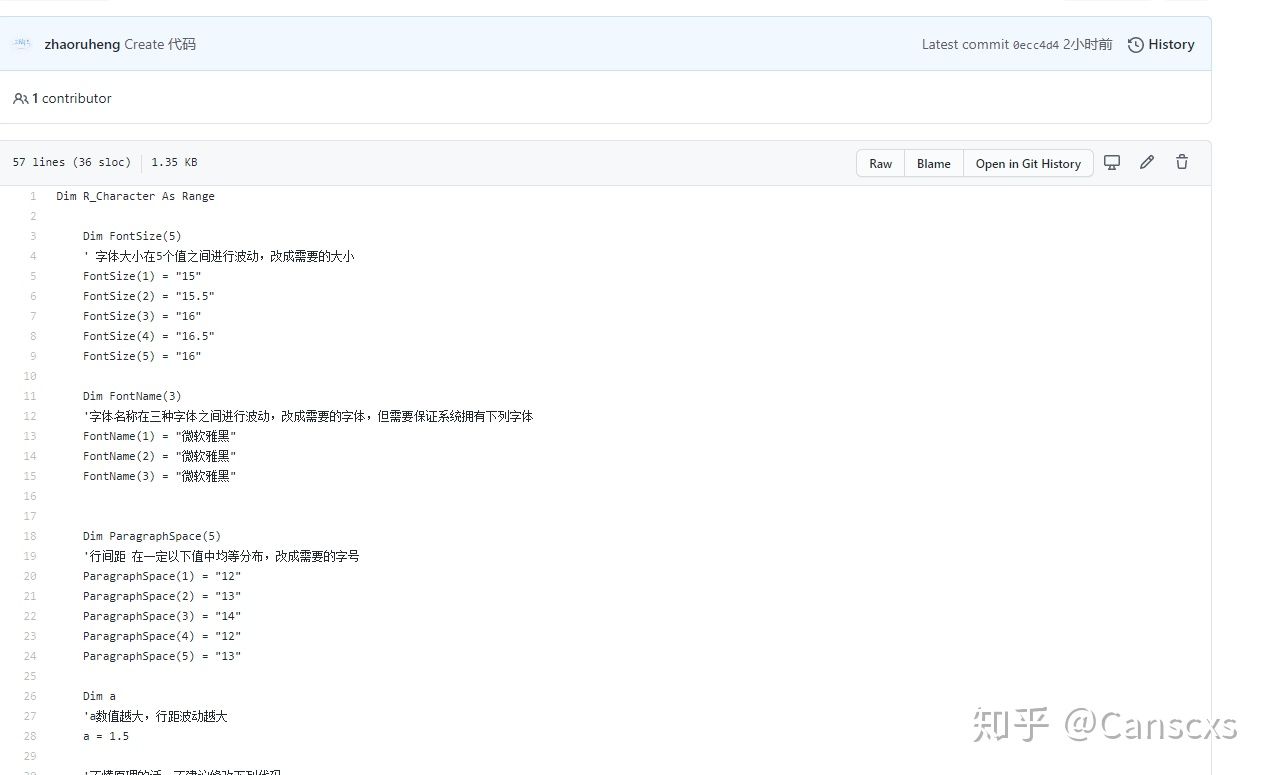 zhaoruheng Create 代码
Latest commit 0ecc4d4 2小时前 History
1 contributor
57 lines (36 sloc) 1.35 KB
Raw Blame Open in Git History
1 Dim R_Character As Range
2
3 Dim FontSize(5)
4 ' 字体大小在5个值之间进行波动，改成需要的大小
5 FontSize(1) = "15"
6 FontSize(2) = "15.5"
7 FontSize(3) = "16"
8 FontSize(4) = "16.5"
9 FontSize(5) = "16"
10
11 Dim FontName(3)
12 '字体名称在三种字体之间进行波动，改成需要的字体，但需要保证系统拥有下列字体
13 FontName(1) = "微软雅黑"
14 FontName(2) = "微软雅黑"
15 FontName(3) = "微软雅黑"
16
17
18 Dim ParagraphSpace(5)
19 '行间距 在一定以下值中均等分布，改成需要的字号
20 ParagraphSpace(1) = "12"
21 ParagraphSpace(2) = "13"
22 ParagraphSpace(3) = "14"
23 ParagraphSpace(4) = "12"
24 ParagraphSpace(5) = "13"
25
26 Dim a
27 'a数值越大，行距波动越大
28 a = 1.5
29
知乎 @Canscxs